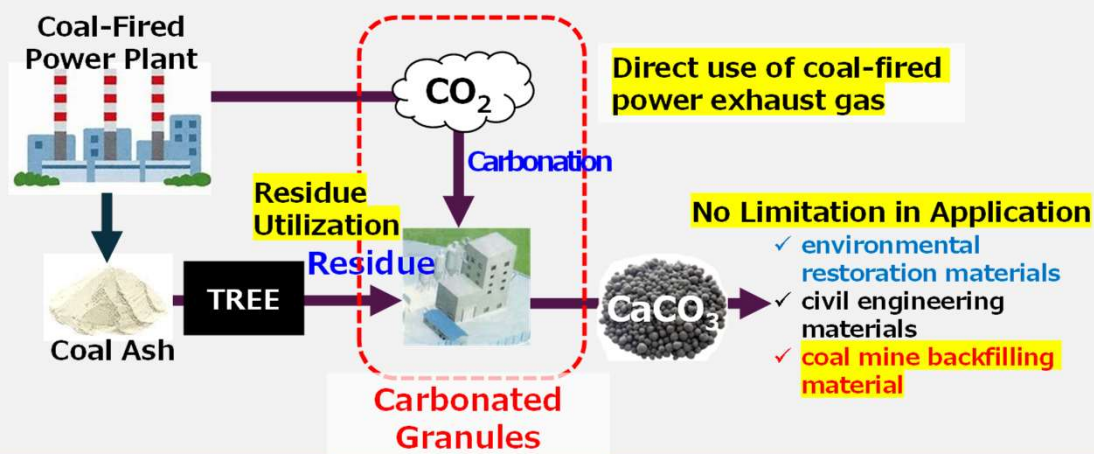 Coal-Fired
Power Plant
CO₂
Direct use of coal-fired
power exhaust gas
Carbonation
Residue
Utilization
Residue
No Limitation in Application
✓ environmental
restoration materials
✓ civil engineering
materials
✓ coal mine backfilling
material
TREE
CaCO₃
Coal Ash
Carbonated
Granules